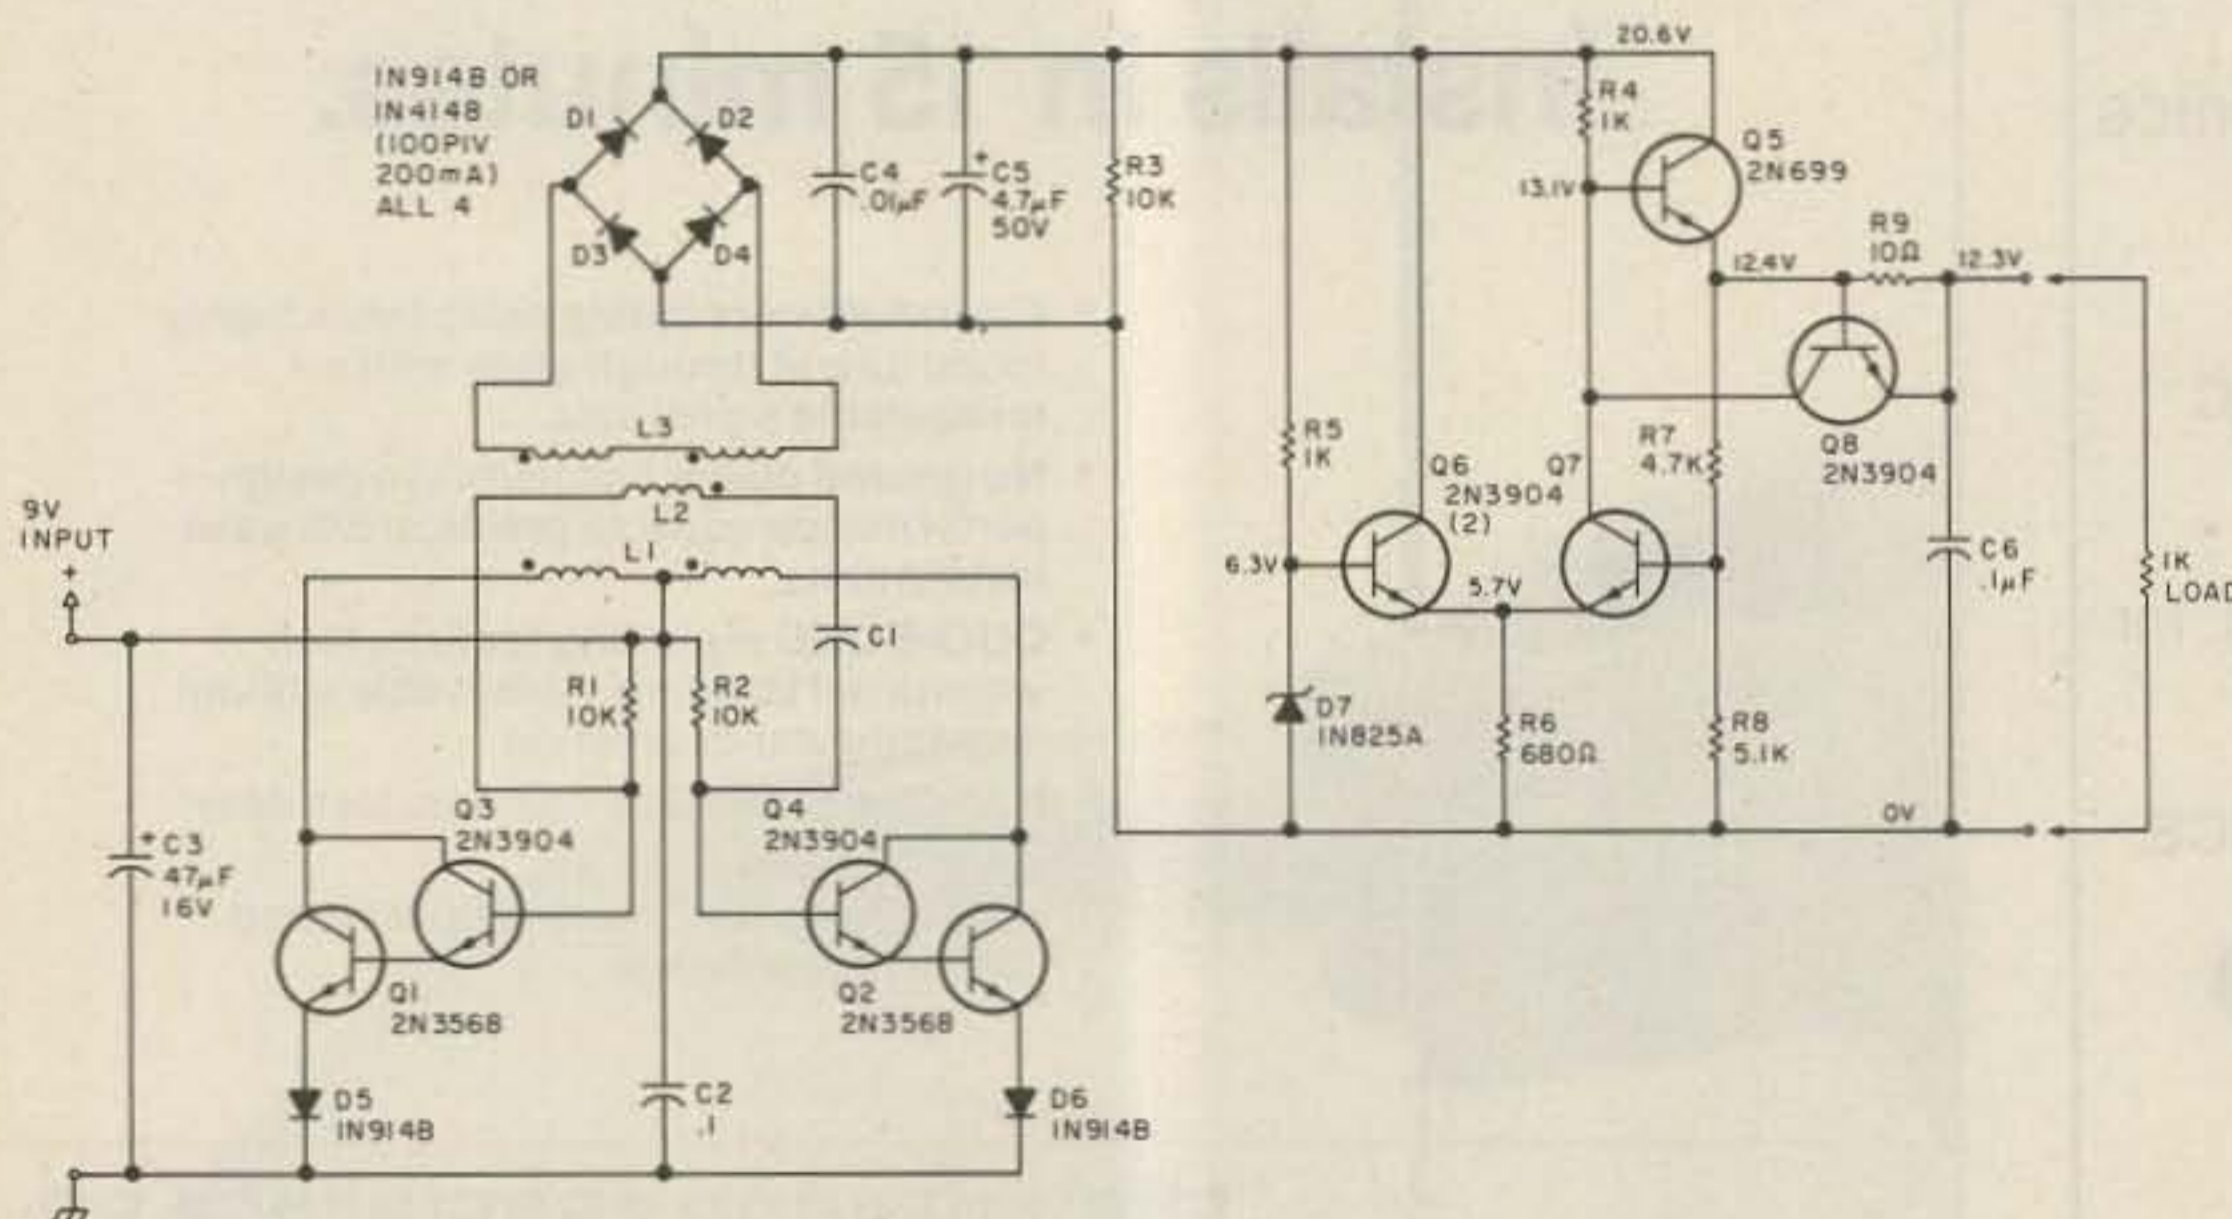 IN914B OR
IN4148
(100PIV
200mA)
ALL 4
D1
D2
D3
D4
C4
.01µF
+
C5
4.7µF
50V
R3
10K
20.6V
R4
1K
Q5
2N699
13.1V
R9
10Ω
12.4V
12.3V
L3
L2
L1
R5
1K
Q6
Q7
2N3904
(2)
R7
4.7K
Q8
2N3904
9V
INPUT
+
6.3V
5.7V
C6
.1µF
1K
LOAD
C1
R1
10K
R2
10K
D7
IN825A
R6
680Ω
R8
5.1K
0V
Q3
2N3904
Q4
2N3904
+
C3
47µF
16V
Q1
2N3568
Q2
2N3568
D5
IN914B
C2
.1
D6
IN914B